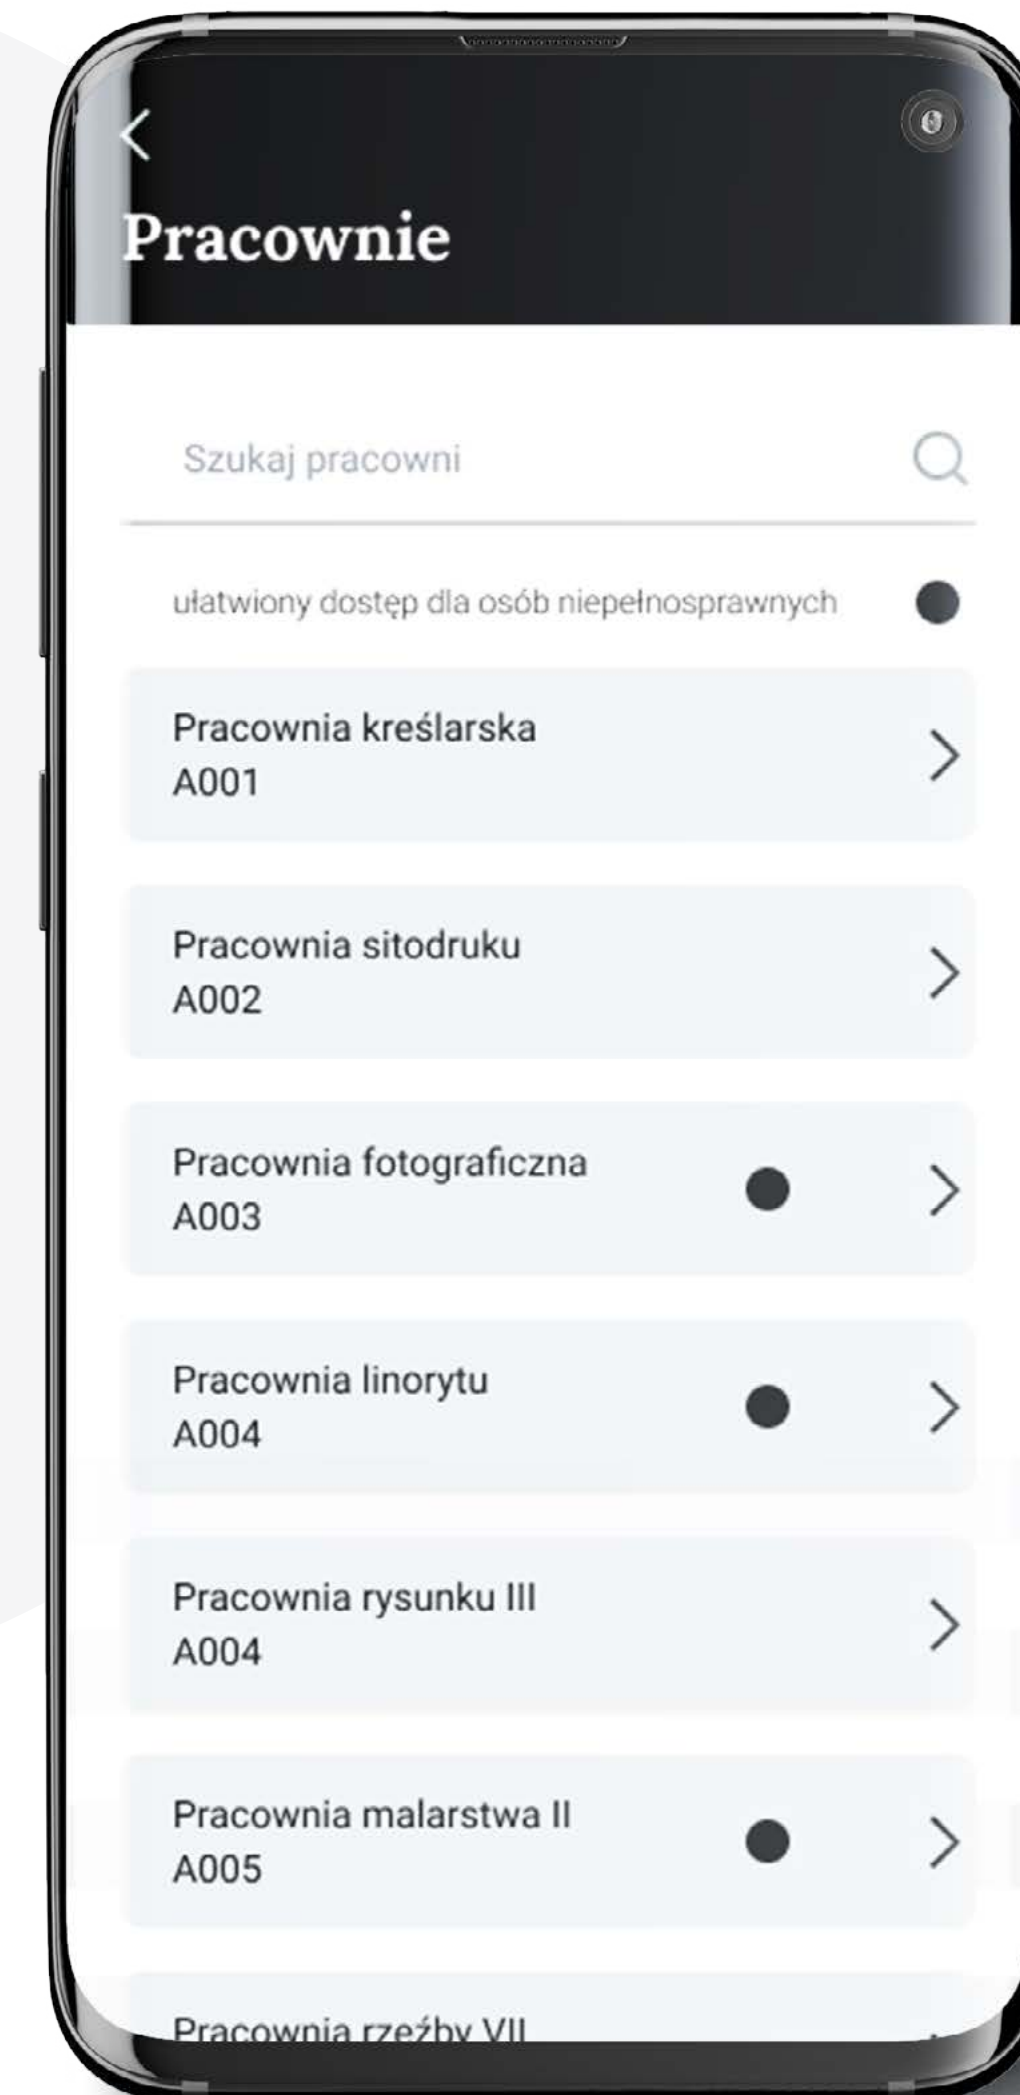 Pracownie
Szukaj pracowni
ułatwiony dostęp dla osób niepełnosprawnych
Pracownia kreślarska
A001
Pracownia sitodruku
A002
Pracownia fotograficzna
A003
Pracownia linorytu
A004
Pracownia rysunku III
A004
Pracownia malarstwa II
A005
Pracownia rzeźby VII